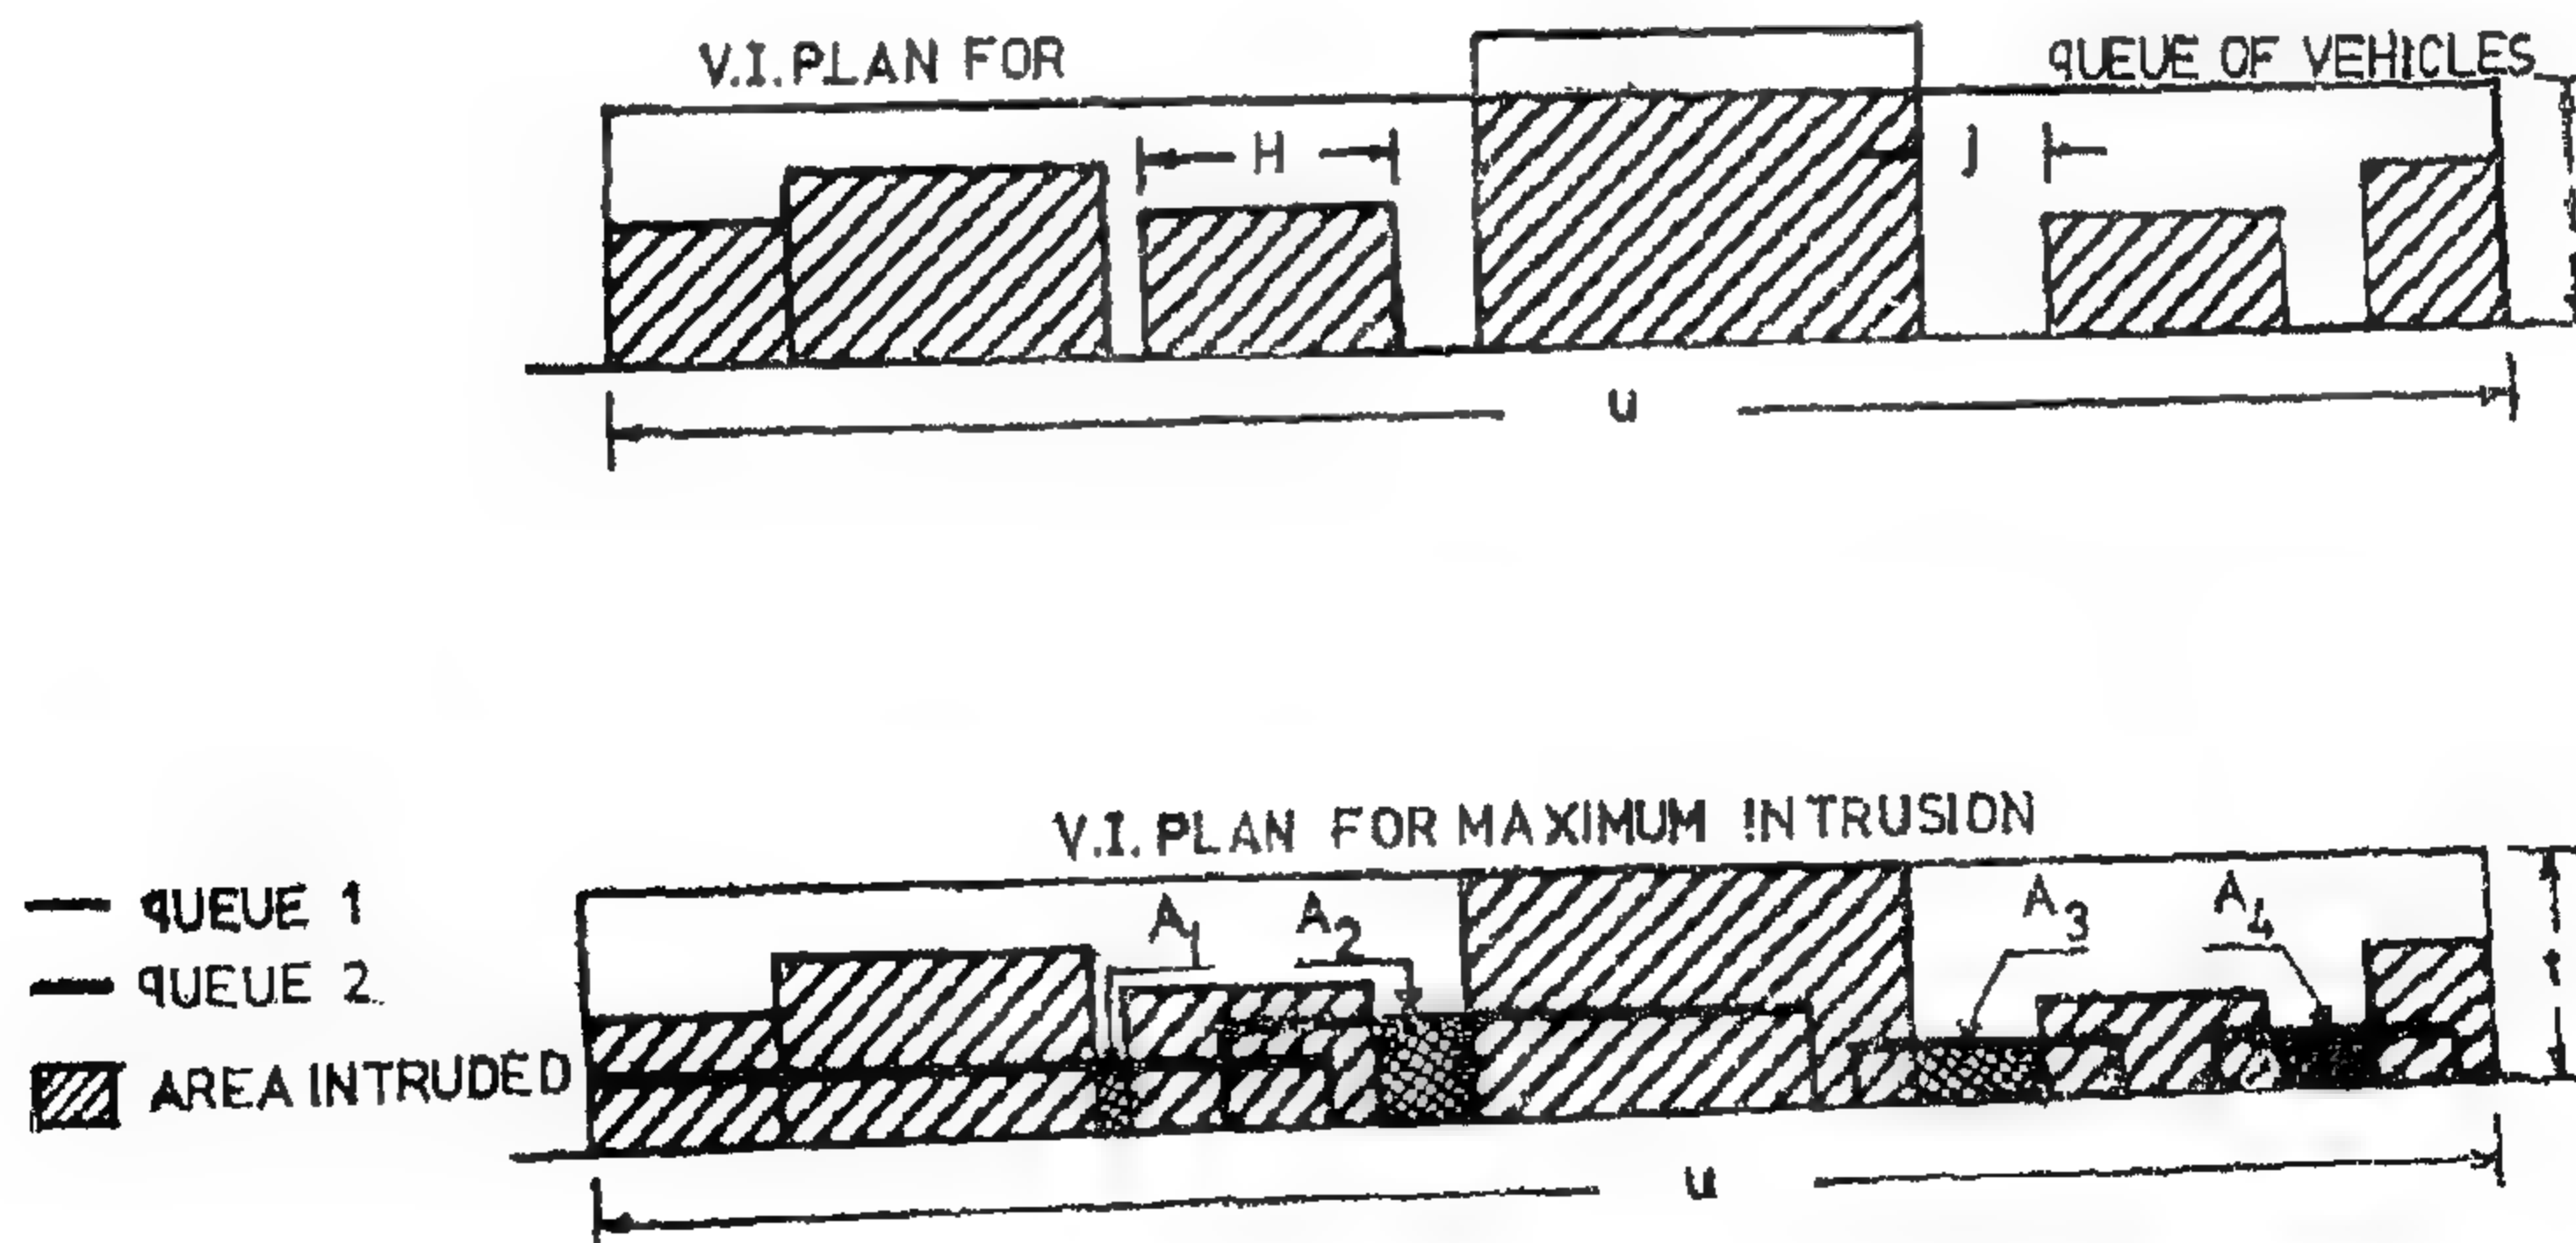 V.I. PLAN FOR
qUEUE OF VEHICLES
H
J
u
V.I. PLAN FOR MAXIMUM INTRUSION
qUEUE 1
qUEUE 2
AREA INTRUDED
A1
A2
A3
A4
t
u